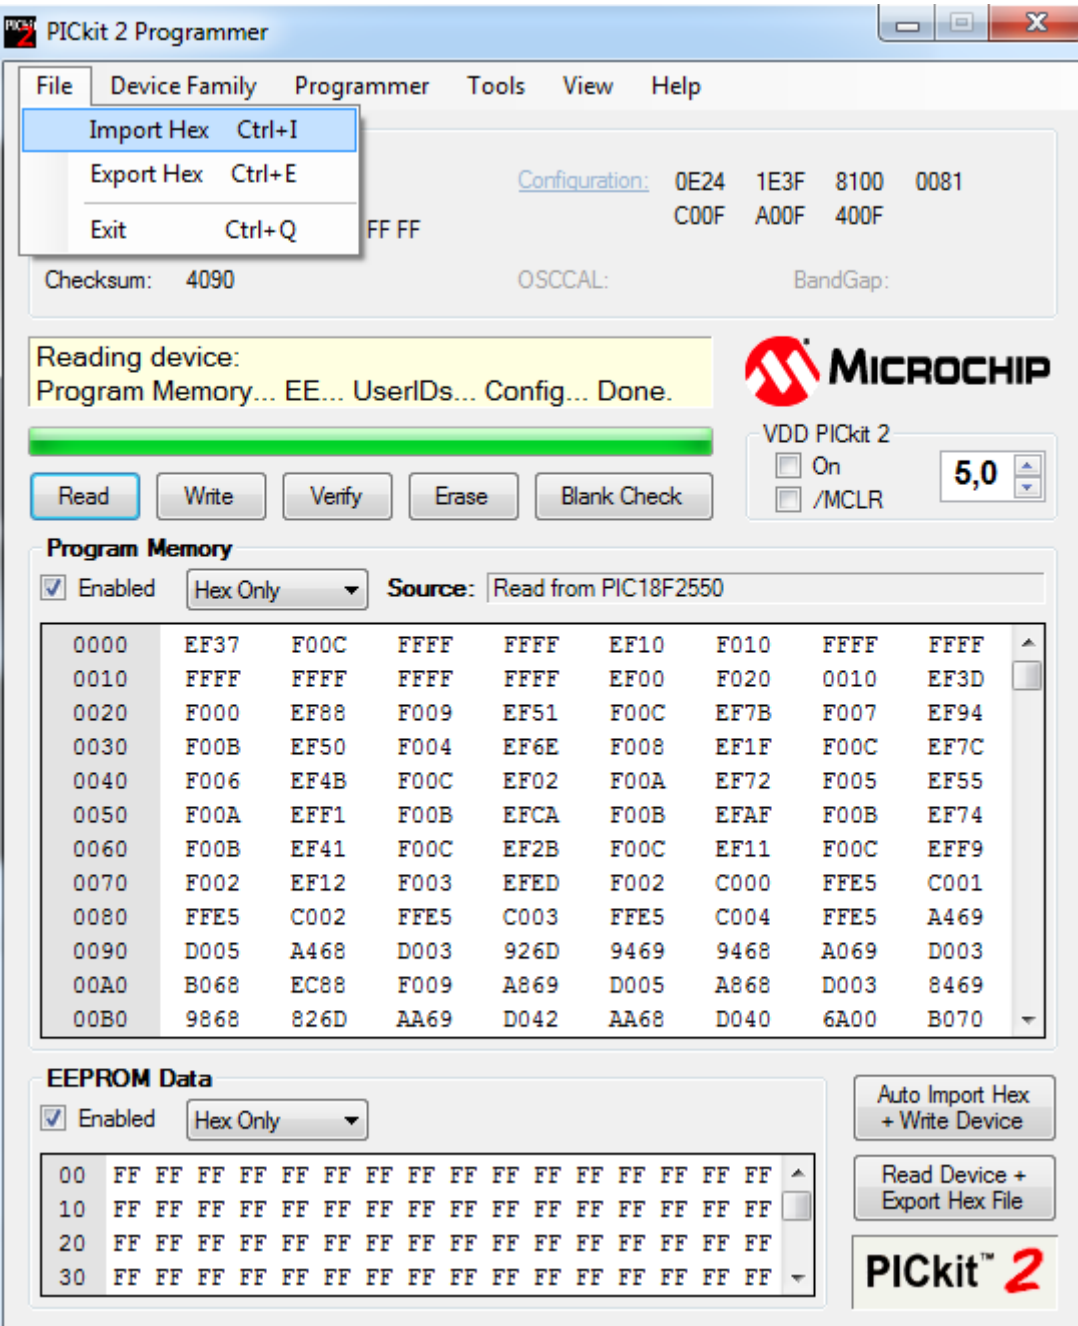 PICkit 2 Programmer
File Device Family Programmer Tools View Help
Import Hex Ctrl+I
Export Hex Ctrl+E
Exit Ctrl+Q
Configuration: 0E24 1E3F 8100 0081
C00F A00F 400F
FF FF
Checksum: 4090 OSCCAL: BandGap:
Reading device:
Program Memory... EE... UserIDs... Config... Done.
MICROCHIP
VDD PICkit 2
On
/MCLR
5,0
Read Write Verify Erase Blank Check
Program Memory
Enabled Hex Only Source: Read from PIC18F2550
0000 EF37 F00C FFFF FFFF EF10 F010 FFFF FFFF
0010 FFFF FFFF FFFF FFFF EF00 F020 0010 EF3D
0020 F000 EF88 F009 EF51 F00C EF7B F007 EF94
0030 F00B EF50 F004 EF6E F008 EF1F F00C EF7C
0040 F006 EF4B F00C EF02 F00A EF72 F005 EF55
0050 F00A EFF1 F00B EFCA F00B EFAF F00B EF74
0060 F00B EF41 F00C EF2B F00C EF11 F00C EFF9
0070 F002 EF12 F003 EFED F002 C000 FFE5 C001
0080 FFE5 C002 FFE5 C003 FFE5 C004 FFE5 A469
0090 D005 A468 D003 926D 9469 9468 A069 D003
00A0 B068 EC88 F009 A869 D005 A868 D003 8469
00B0 9868 826D AA69 D042 AA68 D040 6A00 B070
EEPROM Data
Enabled Hex Only
00 FF FF FF FF FF FF FF FF FF FF FF FF FF FF FF FF
10 FF FF FF FF FF FF FF FF FF FF FF FF FF FF FF FF
20 FF FF FF FF FF FF FF FF FF FF FF FF FF FF FF FF
30 FF FF FF FF FF FF FF FF FF FF FF FF FF FF FF FF
Auto Import Hex
+ Write Device
Read Device +
Export Hex File
PICkit™ 2